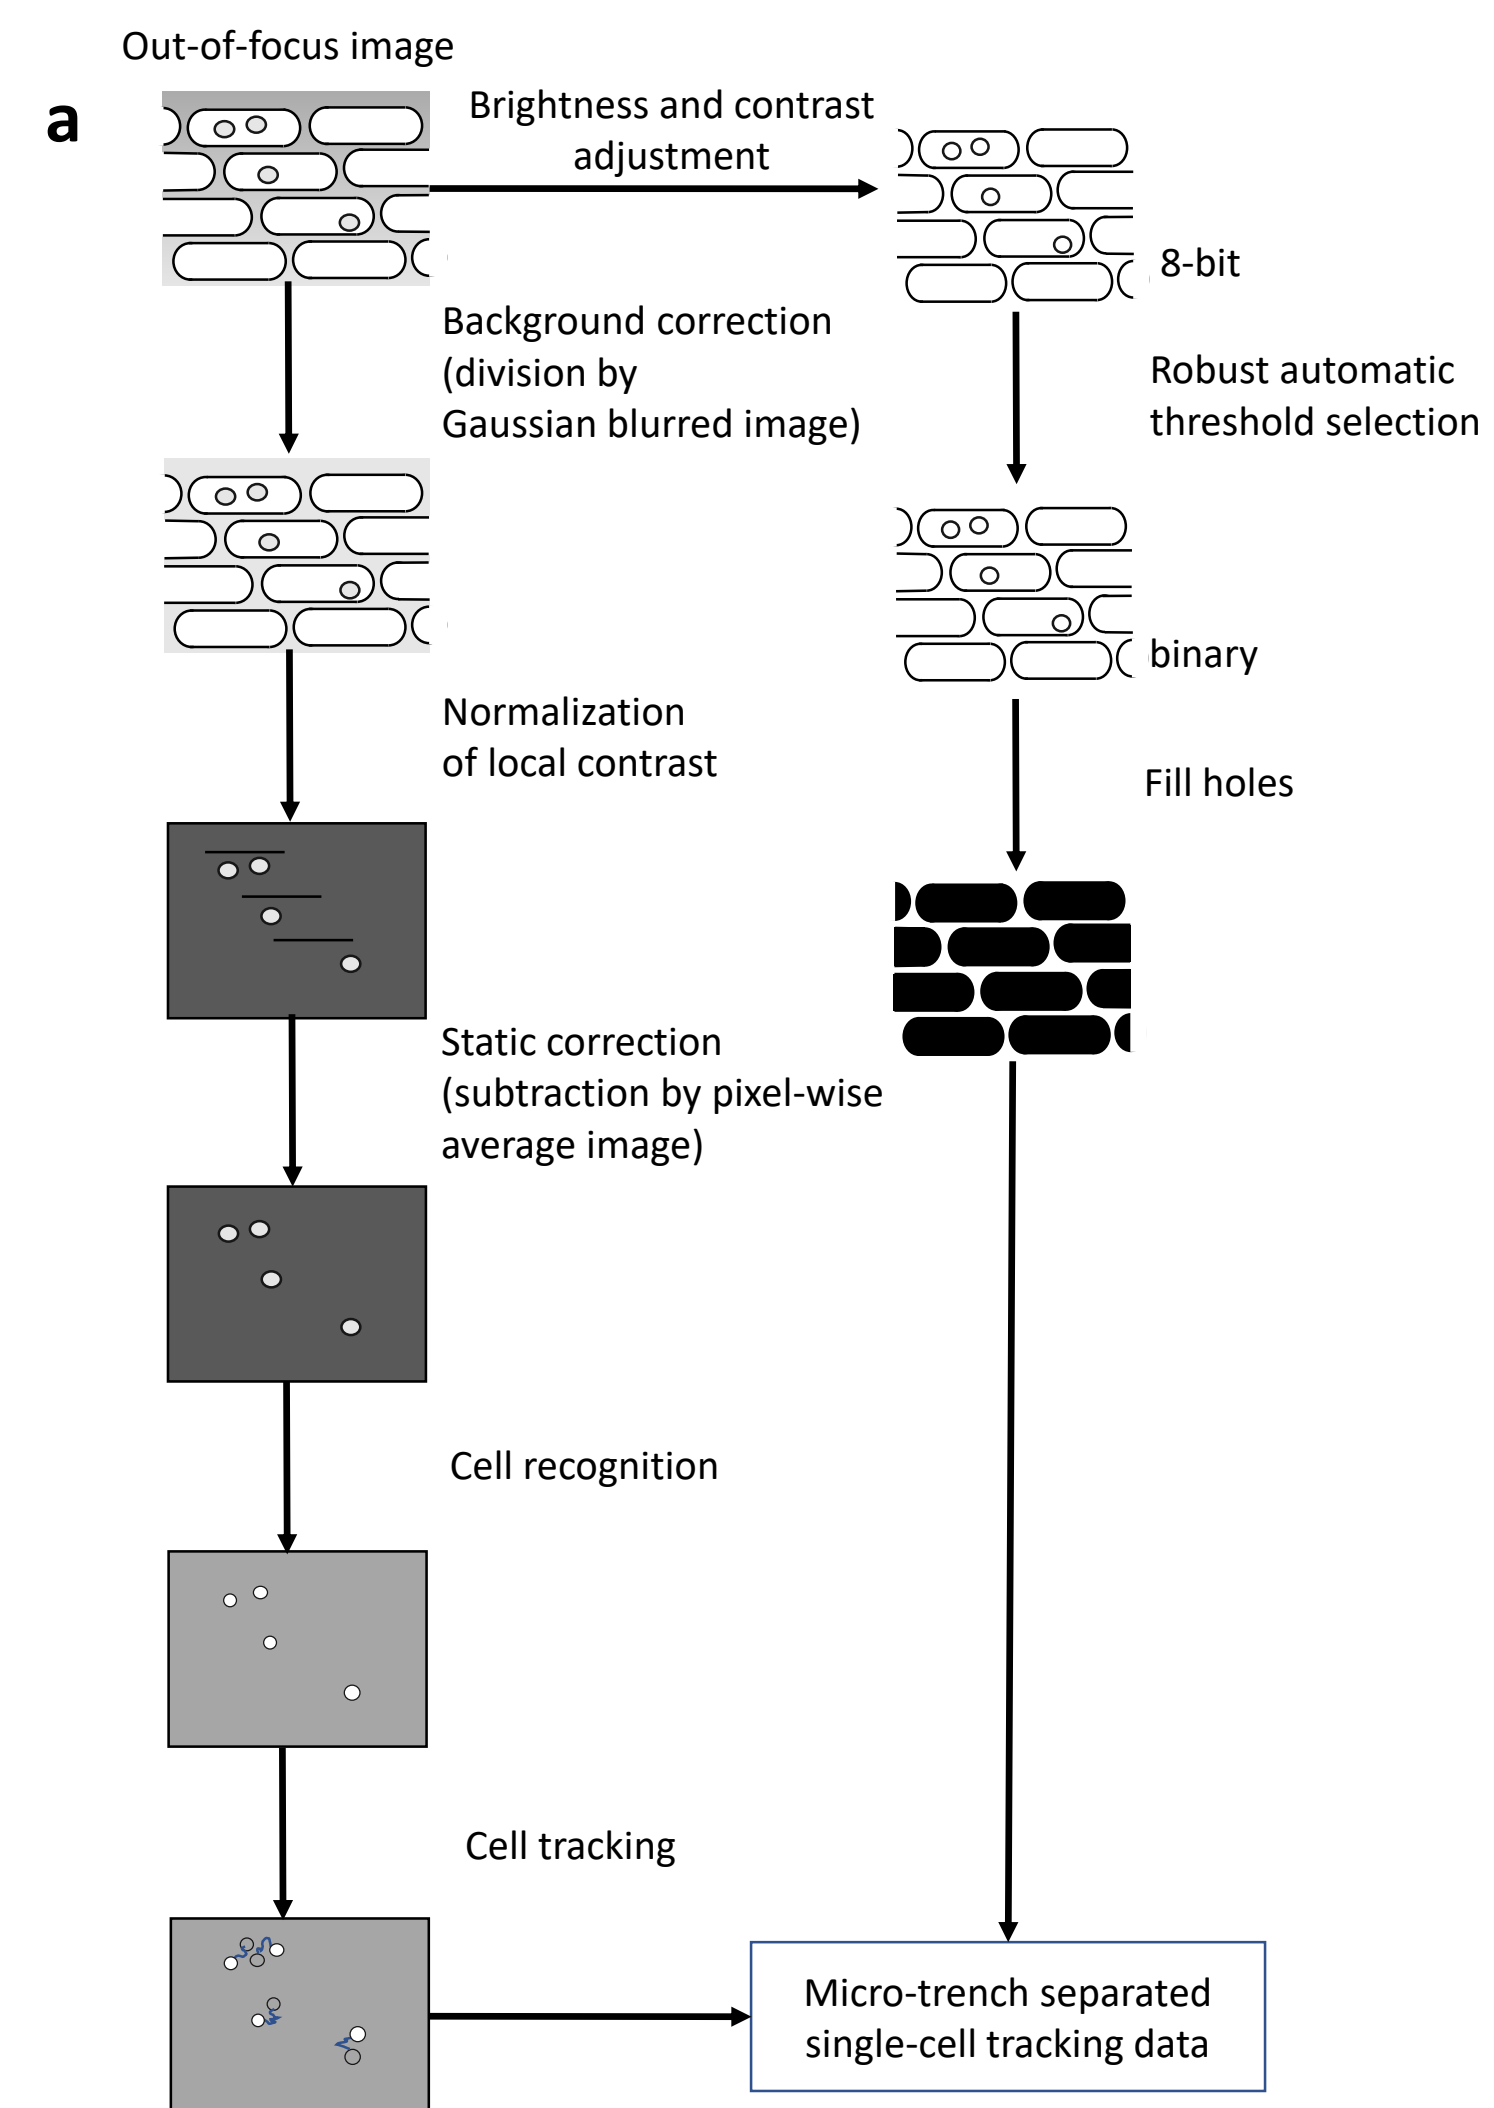 Out-of-focus image
a
Brightness and contrast
adjustment
8-bit
Background correction
(division by
Gaussian blurred image)
Robust automatic
threshold selection
binary
Normalization
of local contrast
Fill holes
Static correction
(subtraction by pixel-wise
average image)
Cell recognition
Cell tracking
Micro-trench separated
single-cell tracking data